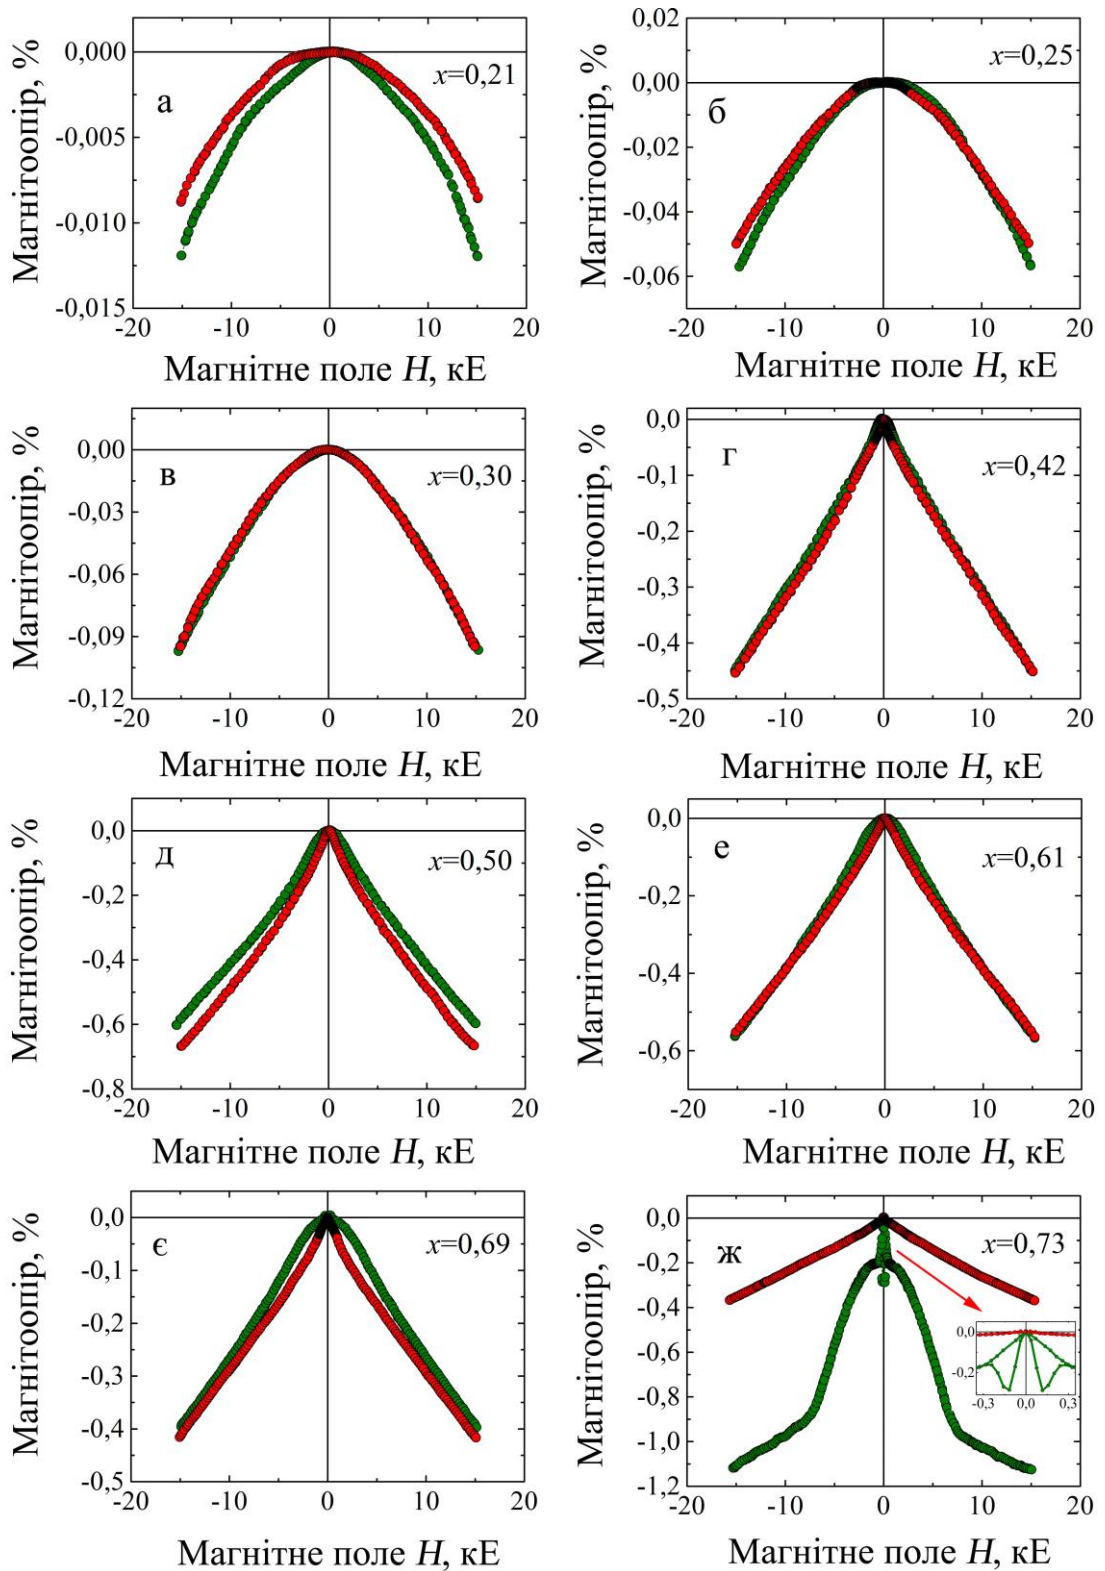 Магнітоопір, %
0,000
-0,005
-0,010
-0,015
а
x=0,21
-20 -10 0 10 20
Магнітне поле H, кЕ
Магнітоопір, %
0,02
0,00
-0,02
-0,04
-0,06
б
x=0,25
-20 -10 0 10 20
Магнітне поле H, кЕ
Магнітоопір, %
0,00
-0,03
-0,06
-0,09
-0,12
в
x=0,30
-20 -10 0 10 20
Магнітне поле H, кЕ
Магнітоопір, %
0,0
-0,1
-0,2
-0,3
-0,4
-0,5
г
x=0,42
-20 -10 0 10 20
Магнітне поле H, кЕ
Магнітоопір, %
0,0
-0,2
-0,4
-0,6
-0,8
д
x=0,50
-20 -10 0 10 20
Магнітне поле H, кЕ
Магнітоопір, %
0,0
-0,2
-0,4
-0,6
е
x=0,61
-20 -10 0 10 20
Магнітне поле H, кЕ
Магнітоопір, %
0,0
-0,1
-0,2
-0,3
-0,4
-0,5
є
x=0,69
-20 -10 0 10 20
Магнітне поле H, кЕ
Магнітоопір, %
0,0
-0,2
-0,4
-0,6
-0,8
-1,0
-1,2
ж
x=0,73
0,0
-0,2
-0,3 0,0 0,3
-20 -10 0 10 20
Магнітне поле H, кЕ